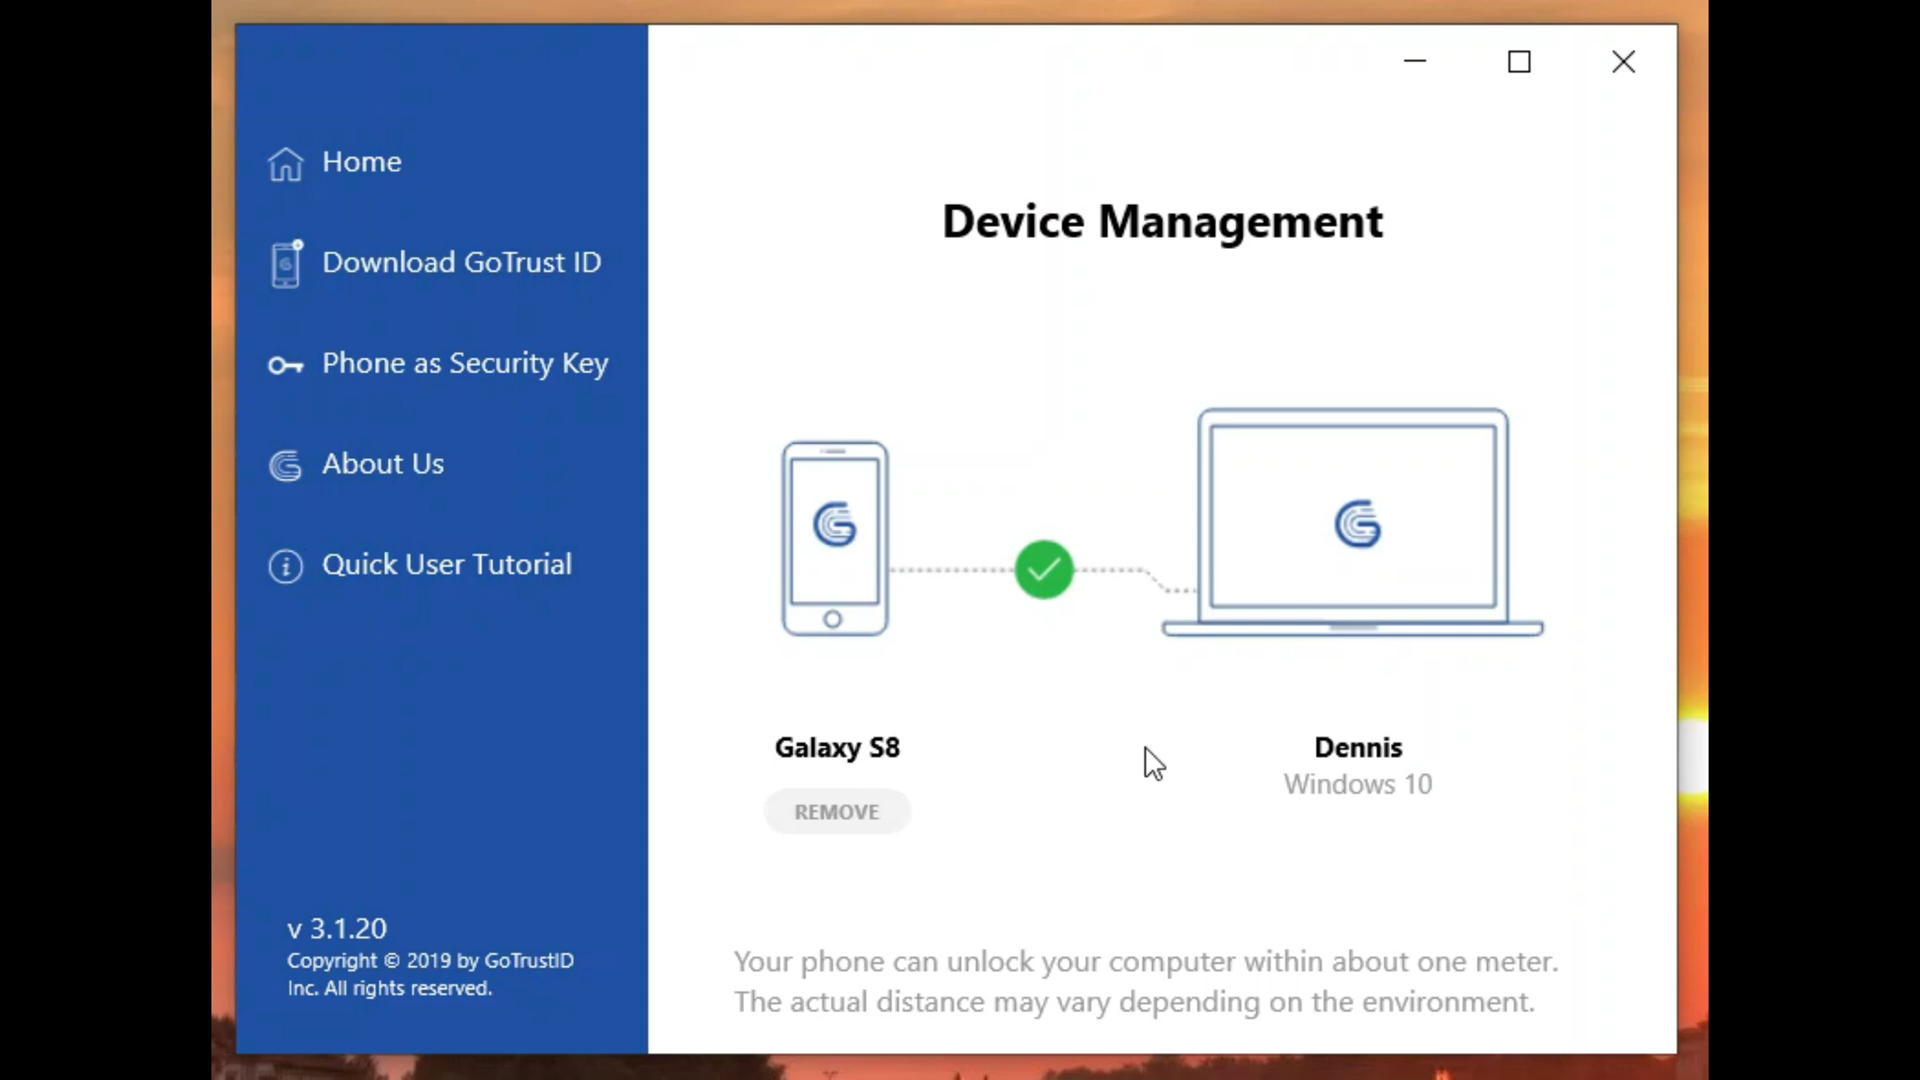 Home
Download GoTrust ID
Phone as Security Key
About Us
Quick User Tutorial
v 3.1.20
Copyright © 2019 by GoTrustID
Inc. All rights reserved.
Device Management
Galaxy S8
REMOVE
Dennis
Windows 10
Your phone can unlock your computer within about one meter.
The actual distance may vary depending on the environment.